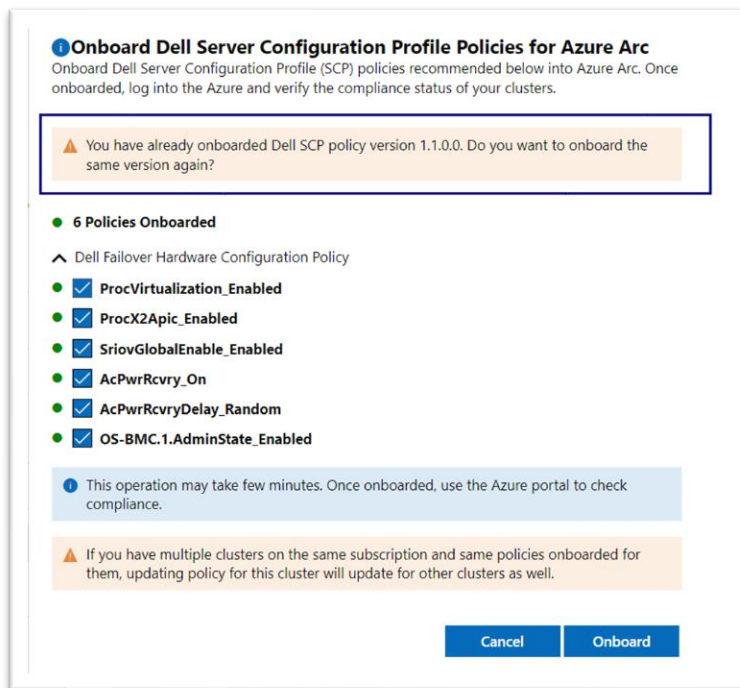 Onboard Dell Server Configuration Profile Policies for Azure Arc
Onboard Dell Server Configuration Profile (SCP) policies recommended below into Azure Arc. Once
onboarded, log into the Azure and verify the compliance status of your clusters.
You have already onboarded Dell SCP policy version 1.1.0.0. Do you want to onboard the
same version again?
6 Policies Onboarded
Dell Failover Hardware Configuration Policy
ProcVirtualization_Enabled
ProcX2Apic_Enabled
SriovGlobalEnable_Enabled
AcPwrRcvry_On
AcPwrRcvryDelay_Random
OS-BMC.1.AdminState_Enabled
This operation may take few minutes. Once onboarded, use the Azure portal to check
compliance.
If you have multiple clusters on the same subscription and same policies onboarded for
them, updating policy for this cluster will update for other clusters as well.
Cancel
Onboard